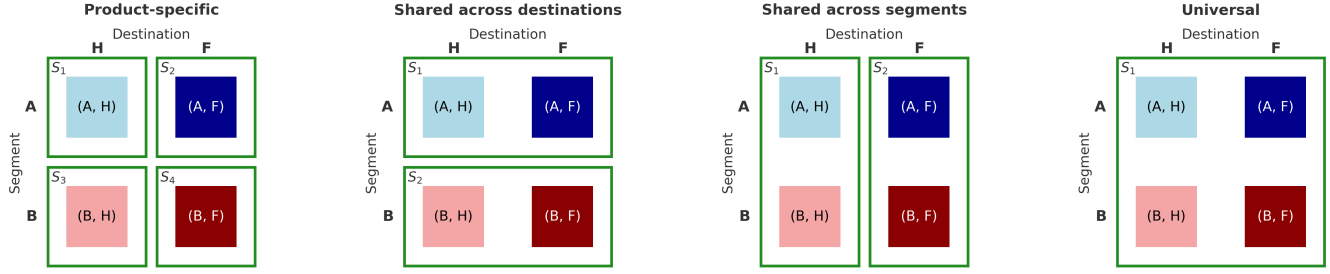 Product-specific
Destination
H F
S1 S2
A (A, H) (A, F)
Segment
S3 S4
B (B, H) (B, F)
Shared across destinations
Destination
H F
S1
A (A, H) (A, F)
Segment
S2
B (B, H) (B, F)
Shared across segments
Destination
H F
S1 S2
A (A, H) (A, F)
Segment
B (B, H) (B, F)
Universal
Destination
H F
S1
A (A, H) (A, F)
Segment
B (B, H) (B, F)